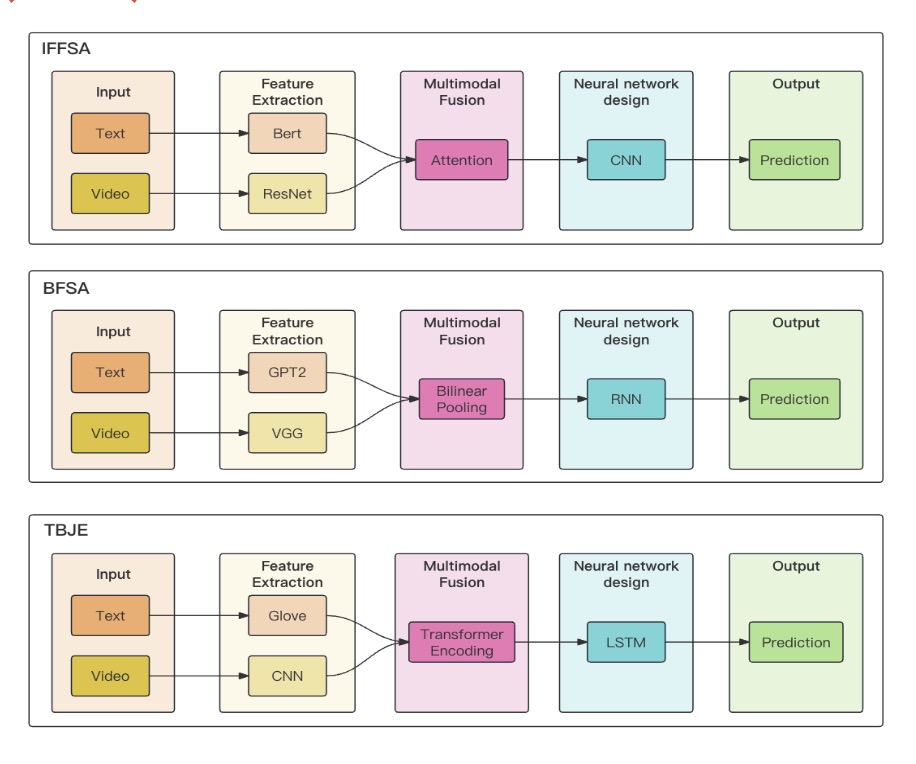 IFFSA
Input
Text
Video
Feature
Extraction
Bert
ResNet
Multimodal
Fusion
Attention
Neural network
design
CNN
Output
Prediction
BFSA
Input
Text
Video
Feature
Extraction
GPT2
VGG
Multimodal
Fusion
Bilinear
Pooling
Neural network
design
RNN
Output
Prediction
TBJE
Input
Text
Video
Feature
Extraction
Glove
CNN
Multimodal
Fusion
Transformer
Encoding
Neural network
design
LSTM
Output
Prediction